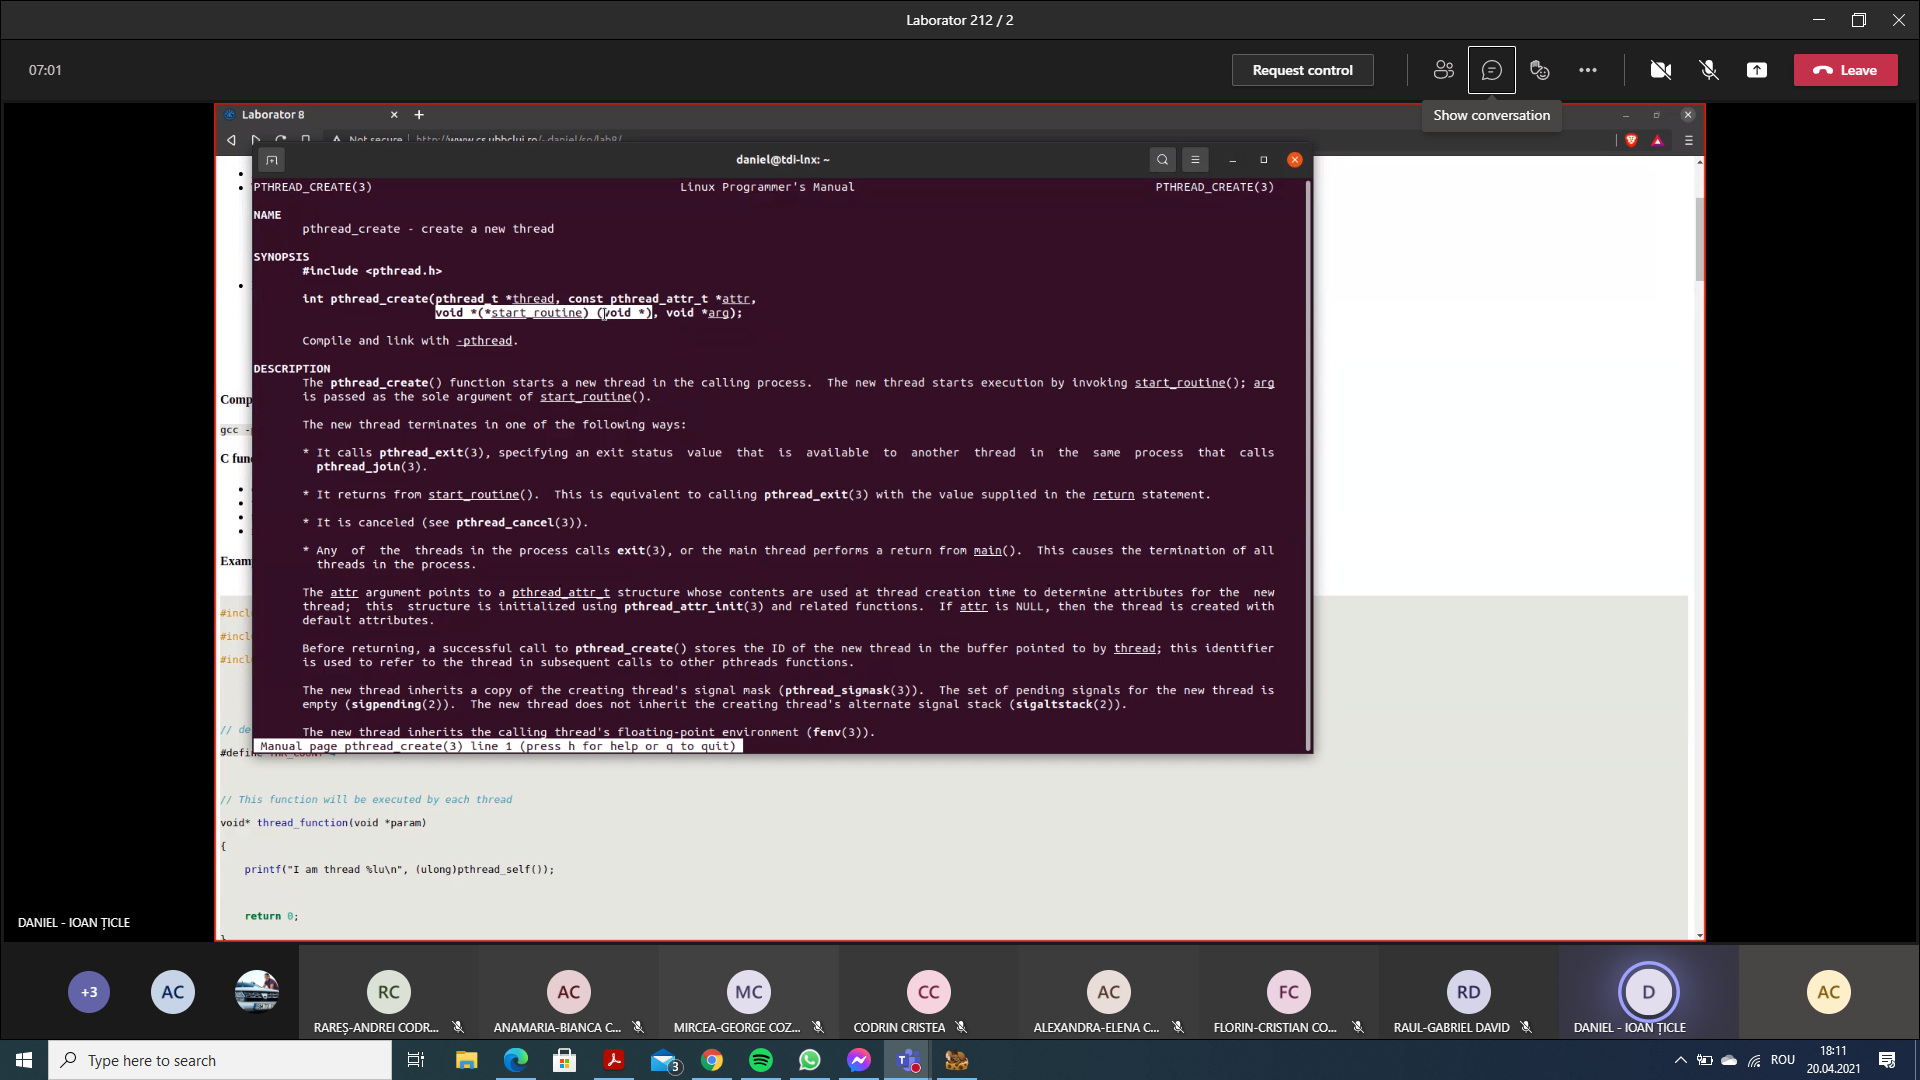 Laborator 212 / 2
07:01
Request control
Leave
Show conversation
Laborator 8
Not secure
http://www.cs.ubbcluj.ro/~daniel/so/lab8/
daniel@tdi-lnx: ~
PTHREAD_CREATE(3) Linux Programmer's Manual PTHREAD_CREATE(3)
NAME
pthread_create - create a new thread
SYNOPSIS
#include <pthread.h>
int pthread_create(pthread_t *thread, const pthread_attr_t *attr,
void *(*start_routine) (void *), void *arg);
Compile and link with -pthread.
DESCRIPTION
The pthread_create() function starts a new thread in the calling process. The new thread starts execution by invoking start_routine(); arg
is passed as the sole argument of start_routine().
The new thread terminates in one of the following ways:
* It calls pthread_exit(3), specifying an exit status value that is available to another thread in the same process that calls
pthread_join(3).
* It returns from start_routine(). This is equivalent to calling pthread_exit(3) with the value supplied in the return statement.
* It is canceled (see pthread_cancel(3)).
* Any of the threads in the process calls exit(3), or the main thread performs a return from main(). This causes the termination of all
threads in the process.
The attr argument points to a pthread_attr_t structure whose contents are used at thread creation time to determine attributes for the new
thread; this structure is initialized using pthread_attr_init(3) and related functions. If attr is NULL, then the thread is created with
default attributes.
Before returning, a successful call to pthread_create() stores the ID of the new thread in the buffer pointed to by thread; this identifier
is used to refer to the thread in subsequent calls to other pthreads functions.
The new thread inherits a copy of the creating thread's signal mask (pthread_sigmask(3)). The set of pending signals for the new thread is
empty (sigpending(2)). The new thread does not inherit the creating thread's alternate signal stack (sigaltstack(2)).
The new thread inherits the calling thread's floating-point environment (fenv(3)).
Manual page pthread_create(3) line 1 (press h for help or q to quit)
Comp
gcc -
C fun
Exam
#incl
#incl
#incl
// de
#define
// This function will be executed by each thread
void* thread_function(void *param)
{
printf("I am thread %lu\n", (ulong)pthread_self());
return 0;
}
DANIEL - IOAN ȚICLE
+3
AC
RC
RAREȘ-ANDREI CODR...
AC
ANAMARIA-BIANCA C...
MC
MIRCEA-GEORGE COZ...
CC
CODRIN CRISTEA
AC
ALEXANDRA-ELENA C...
FC
FLORIN-CRISTIAN CO...
RD
RAUL-GABRIEL DAVID
D
DANIEL - IOAN ȚICLE
AC
Type here to search
3
ROU
18:11
20.04.2021